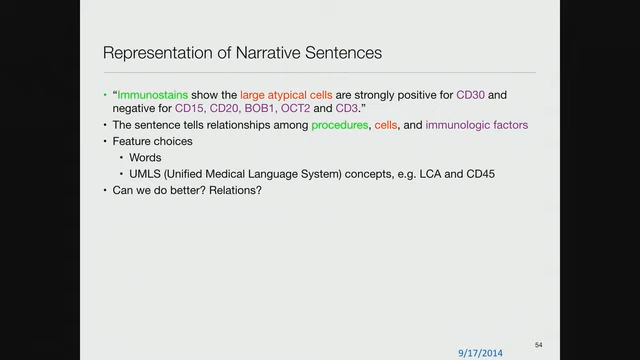 Representation of Narrative Sentences
• “Immunostains show the large atypical cells are strongly positive for CD30 and
negative for CD15, CD20, BOB1, OCT2 and CD3.”
• The sentence tells relationships among procedures, cells, and immunologic factors
• Feature choices
• Words
• UMLS (Unified Medical Language System) concepts, e.g. LCA and CD45
• Can we do better? Relations?
54
9/17/2014